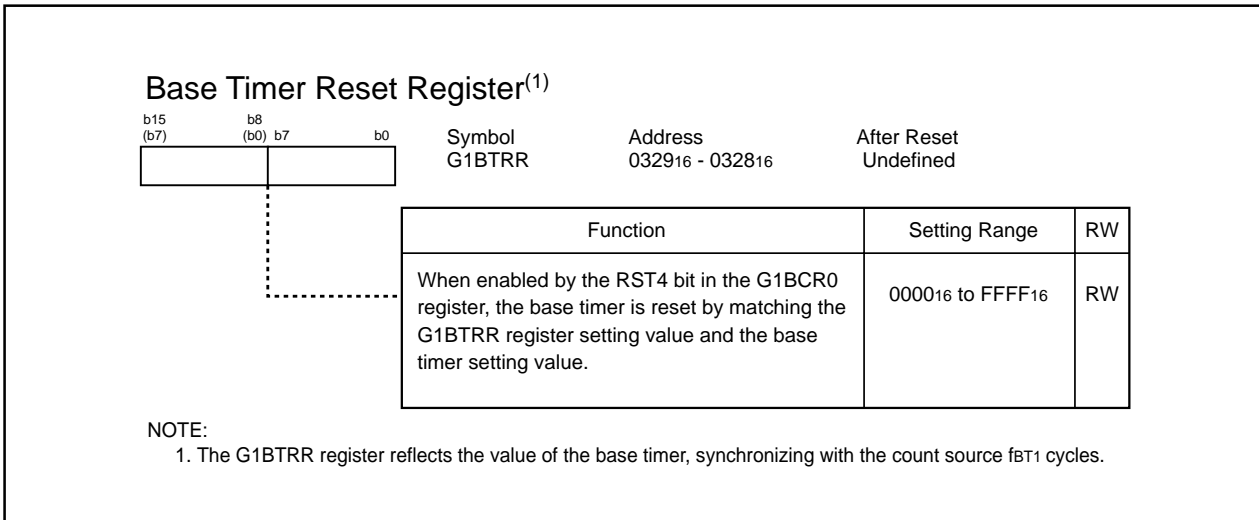 Base Timer Reset Register(1)
b15 b8
(b7) (b0) b7 b0
Symbol Address After Reset
G1BTRR 032916 - 032816 Undefined
Function Setting Range RW
When enabled by the RST4 bit in the G1BCR0
register, the base timer is reset by matching the
G1BTRR register setting value and the base
timer setting value.
000016 to FFFF16 RW
NOTE:
1. The G1BTRR register reflects the value of the base timer, synchronizing with the count source fBT1 cycles.